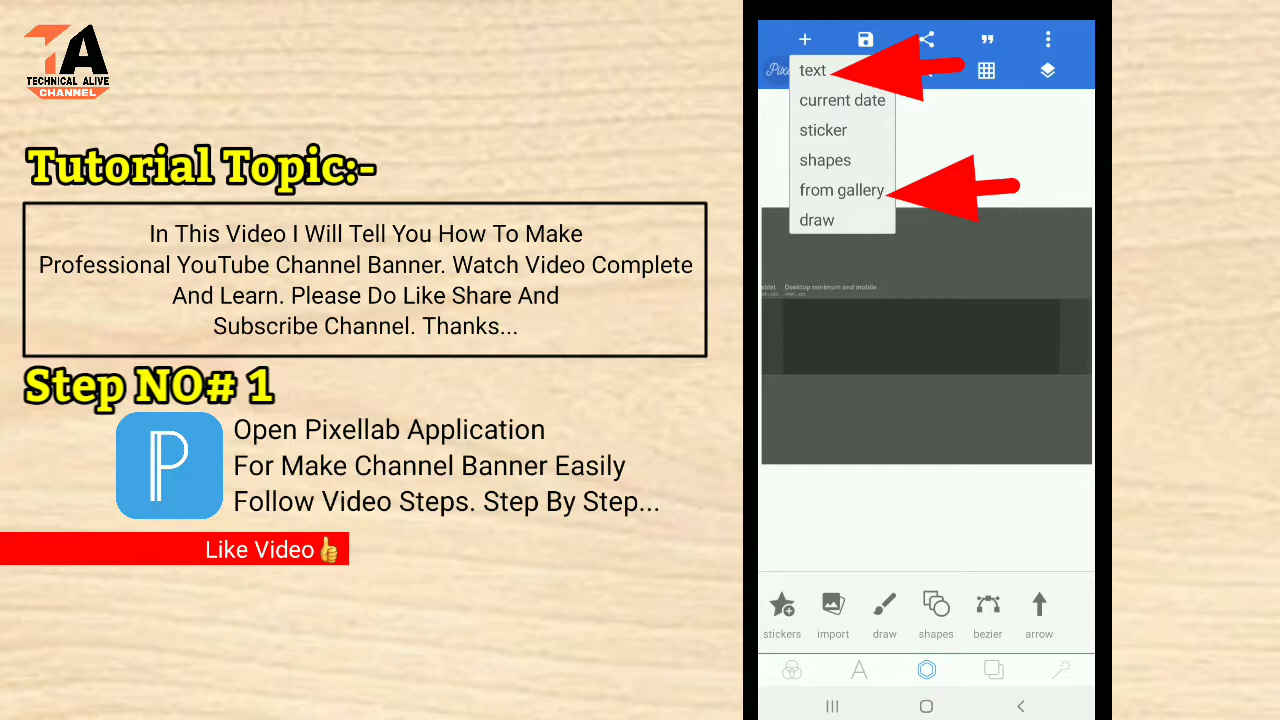 TA
TECHNICAL ALIVE
CHANNEL
Tutorial Topic:-
In This Video I Will Tell You How To Make
Professional YouTube Channel Banner. Watch Video Complete
And Learn. Please Do Like Share And
Subscribe Channel. Thanks...
Step NO# 1
Open Pixellab Application
For Make Channel Banner Easily
Follow Video Steps. Step By Step...
Like Video👍
text
current date
sticker
shapes
from gallery
draw
Desktop minimum and mobile
stickers
import
draw
shapes
bezier
arrow